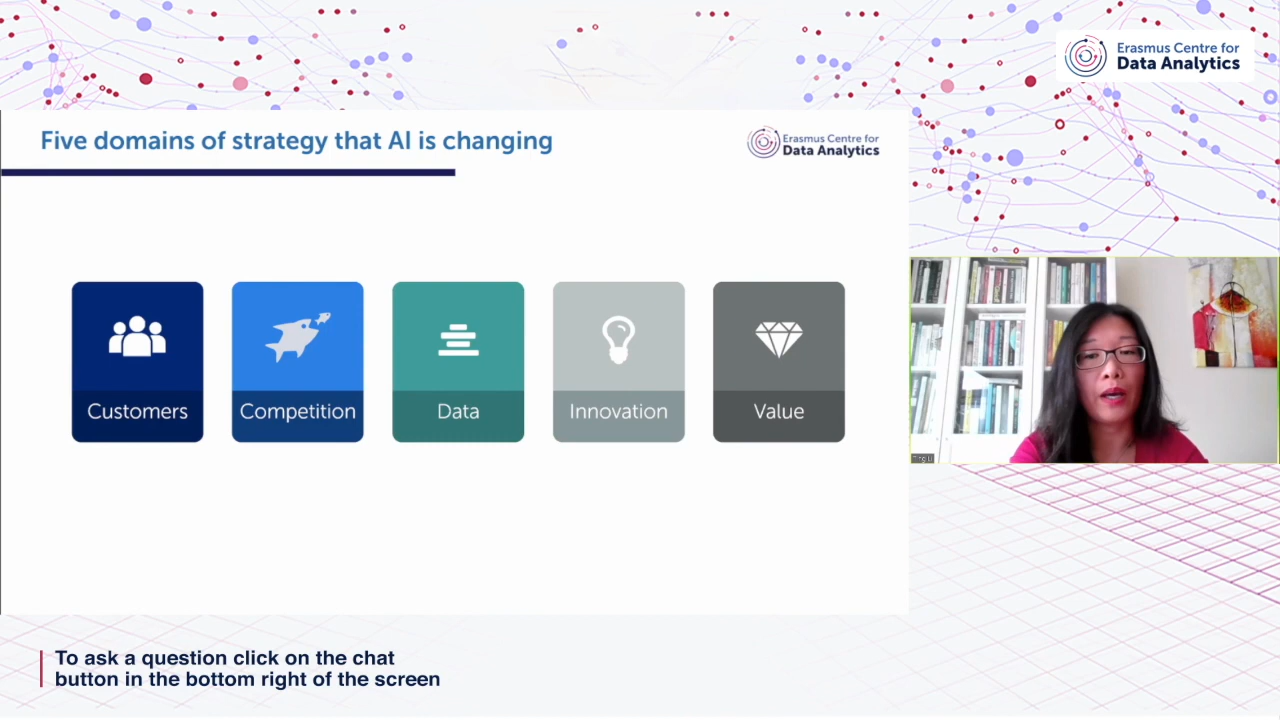 Erasmus Centre for
Data Analytics
Five domains of strategy that AI is changing
Erasmus Centre for
Data Analytics
Customers
Competition
Data
Innovation
Value
To ask a question click on the chat
button in the bottom right of the screen